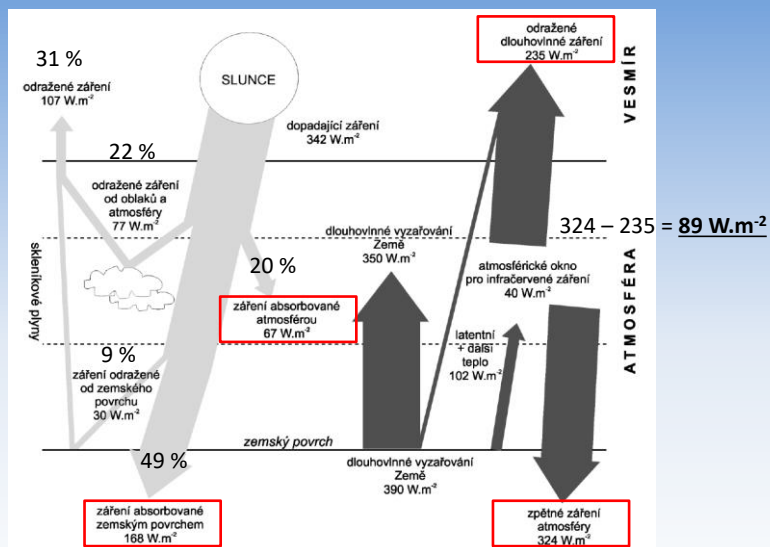 31 %
odražené záření
107 W.m⁻²
SLUNCE
odražené
dlouhovlnné záření
235 W.m⁻²
VESMÍR
dopadající záření
342 W.m⁻²
22 %
odražené záření
od oblaků a
atmosféry
77 W.m⁻²
324 – 235 = 89 W.m⁻²
dlouhovlnné vyzařování
Země
350 W.m⁻²
skleníkové plyny
20 %
záření absorbované
atmosférou
67 W.m⁻²
atmosférické okno
pro infračervené záření
40 W.m⁻²
ATMOSFÉRA
latentní
+ další
teplo
102 W.m⁻²
9 %
záření odražené
od zemského
povrchu
30 W.m⁻²
zemský povrch
49 %
dlouhovlnné vyzařování
Země
390 W.m⁻²
záření absorbované
zemským povrchem
168 W.m⁻²
zpětné záření
atmosféry
324 W.m⁻²